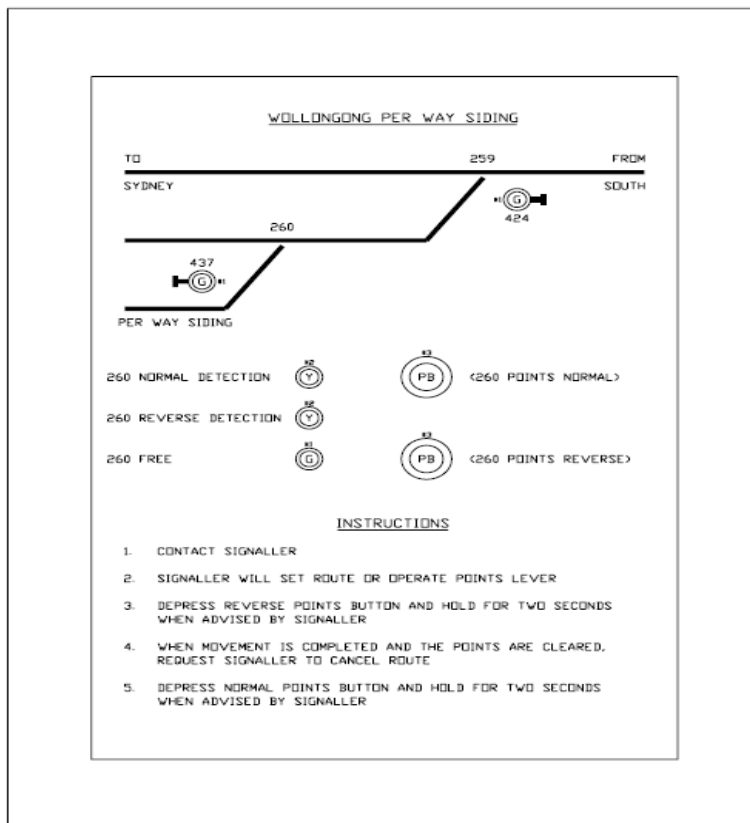 WOLLONGONG PER WAY SIDING
TO 259 FROM
SYDNEY SOUTH
G
424
260
437
G
PER WAY SIDING
260 NORMAL DETECTION Y PB (260 POINTS NORMAL)
260 REVERSE DETECTION Y
260 FREE G PB (260 POINTS REVERSE)
INSTRUCTIONS
1. CONTACT SIGNALLER
2. SIGNALLER WILL SET ROUTE OR OPERATE POINTS LEVER
3. DEPRESS REVERSE POINTS BUTTON AND HOLD FOR TWO SECONDS
WHEN ADVISED BY SIGNALLER
4. WHEN MOVEMENT IS COMPLETED AND THE POINTS ARE CLEARED,
REQUEST SIGNALLER TO CANCEL ROUTE
5. DEPRESS NORMAL POINTS BUTTON AND HOLD FOR TWO SECONDS
WHEN ADVISED BY SIGNALLER